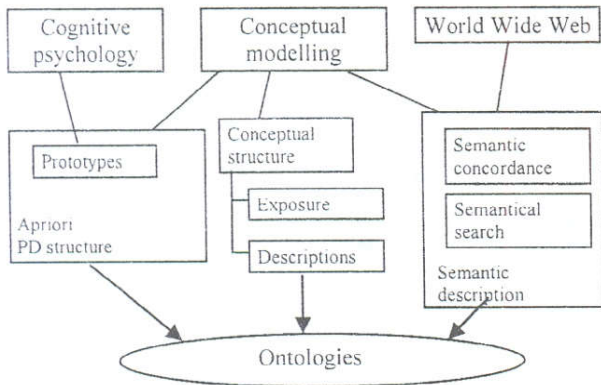 Cognitive
psychology
Conceptual
modelling
World Wide Web
Prototypes
Apriori
PD structure
Conceptual
structure
Exposure
Descriptions
Semantic
concordance
Semantical
search
Semantic
description
Ontologies